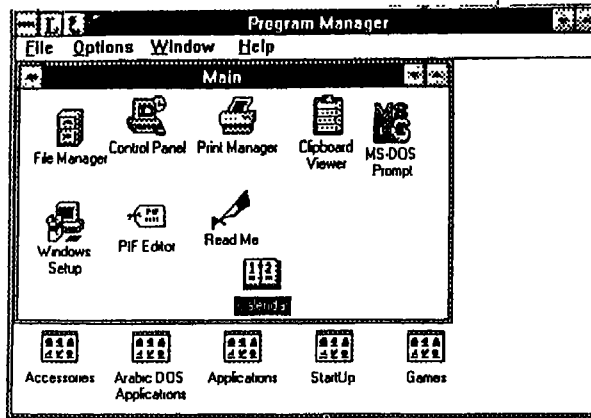 Program Manager
File Options Window Help
Main
File Manager
Control Panel
Print Manager
Clipboard
Viewer
MS-DOS
Prompt
Windows
Setup
PIF Editor
Read Me
Accessories
Arabic DOS
Applications
Applications
StartUp
Games